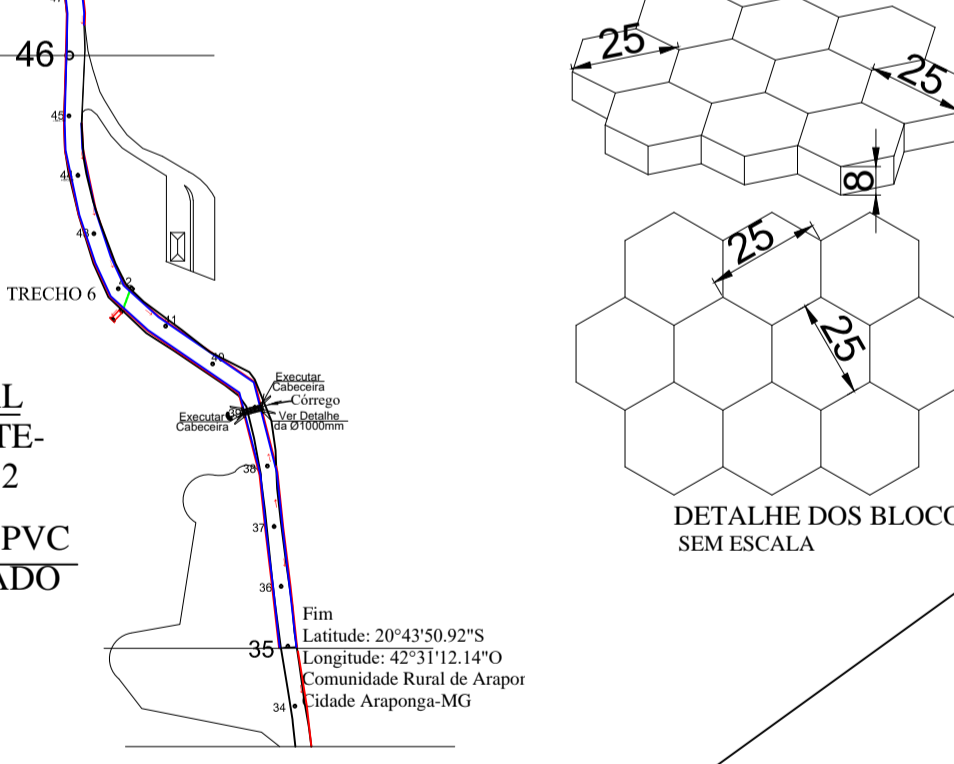 46
45
44
43
42
TRECHO 6
41
40
Executar
Cabeceira
Córrego
Executar
Cabeceira
39
Ver Detalhe
da Ø1000mm
38
37
36
AL
TE-
2
PVC
ADO
Fim
35
Latitude: 20°43'50.92"S
Longitude: 42°31'12.14"O
Comunidade Rural de Arapon
Cidade Araponga-MG
34
25
25
8
25
25
DETALHE DOS BLOCO
SEM ESCALA